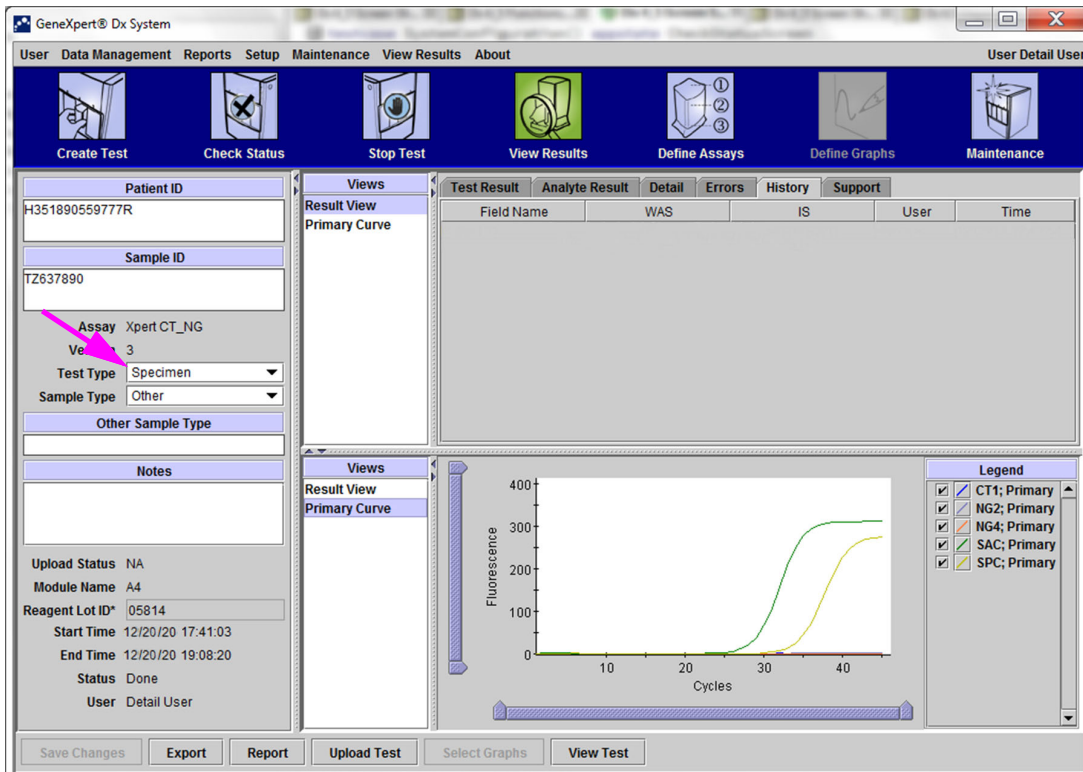 GeneXpert® Dx System
User Data Management Reports Setup Maintenance View Results About User Detail User
Create Test Check Status Stop Test View Results Define Assays Define Graphs Maintenance
Patient ID
H351890559777R
Sample ID
TZ637890
Assay Xpert CT_NG
3
Test Type Specimen
Sample Type Other
Other Sample Type
Notes
Upload Status NA
Module Name A4
Reagent Lot ID* 05814
Start Time 12/20/20 17:41:03
End Time 12/20/20 19:08:20
Status Done
User Detail User
Views
Result View
Primary Curve
Test Result Analyte Result Detail Errors History Support
Field Name WAS IS User Time
Views
Result View
Primary Curve
Fluorescence
400
300
200
100
0
10 20 30 40
Cycles
Legend
CT1; Primary
NG2; Primary
NG4; Primary
SAC; Primary
SPC; Primary
Save Changes Export Report Upload Test Select Graphs View Test